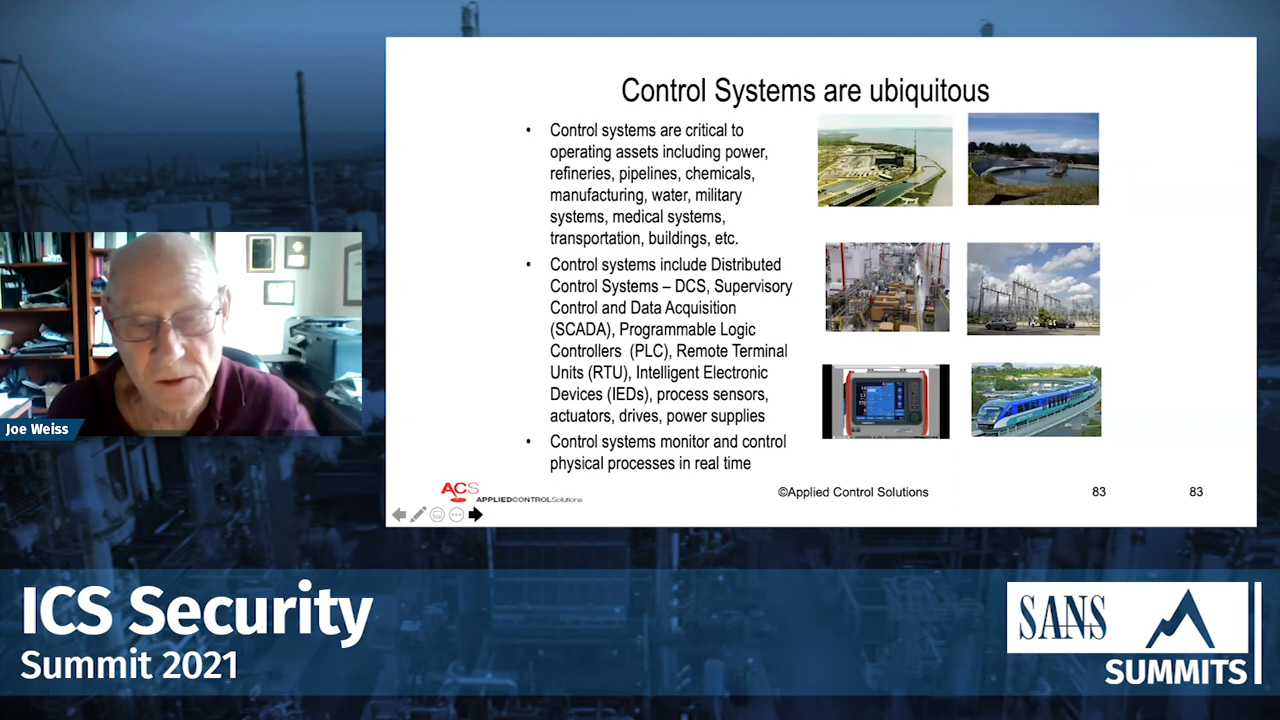 Control Systems are ubiquitous
• Control systems are critical to
operating assets including power,
refineries, pipelines, chemicals,
manufacturing, water, military
systems, medical systems,
transportation, buildings, etc.
• Control systems include Distributed
Control Systems – DCS, Supervisory
Control and Data Acquisition
(SCADA), Programmable Logic
Controllers (PLC), Remote Terminal
Units (RTU), Intelligent Electronic
Devices (IEDs), process sensors,
actuators, drives, power supplies
• Control systems monitor and control
physical processes in real time
ACS APPLIEDCONTROLSolutions
©Applied Control Solutions
83
83
Joe Weiss
ICS Security
Summit 2021
SANS
SUMMITS